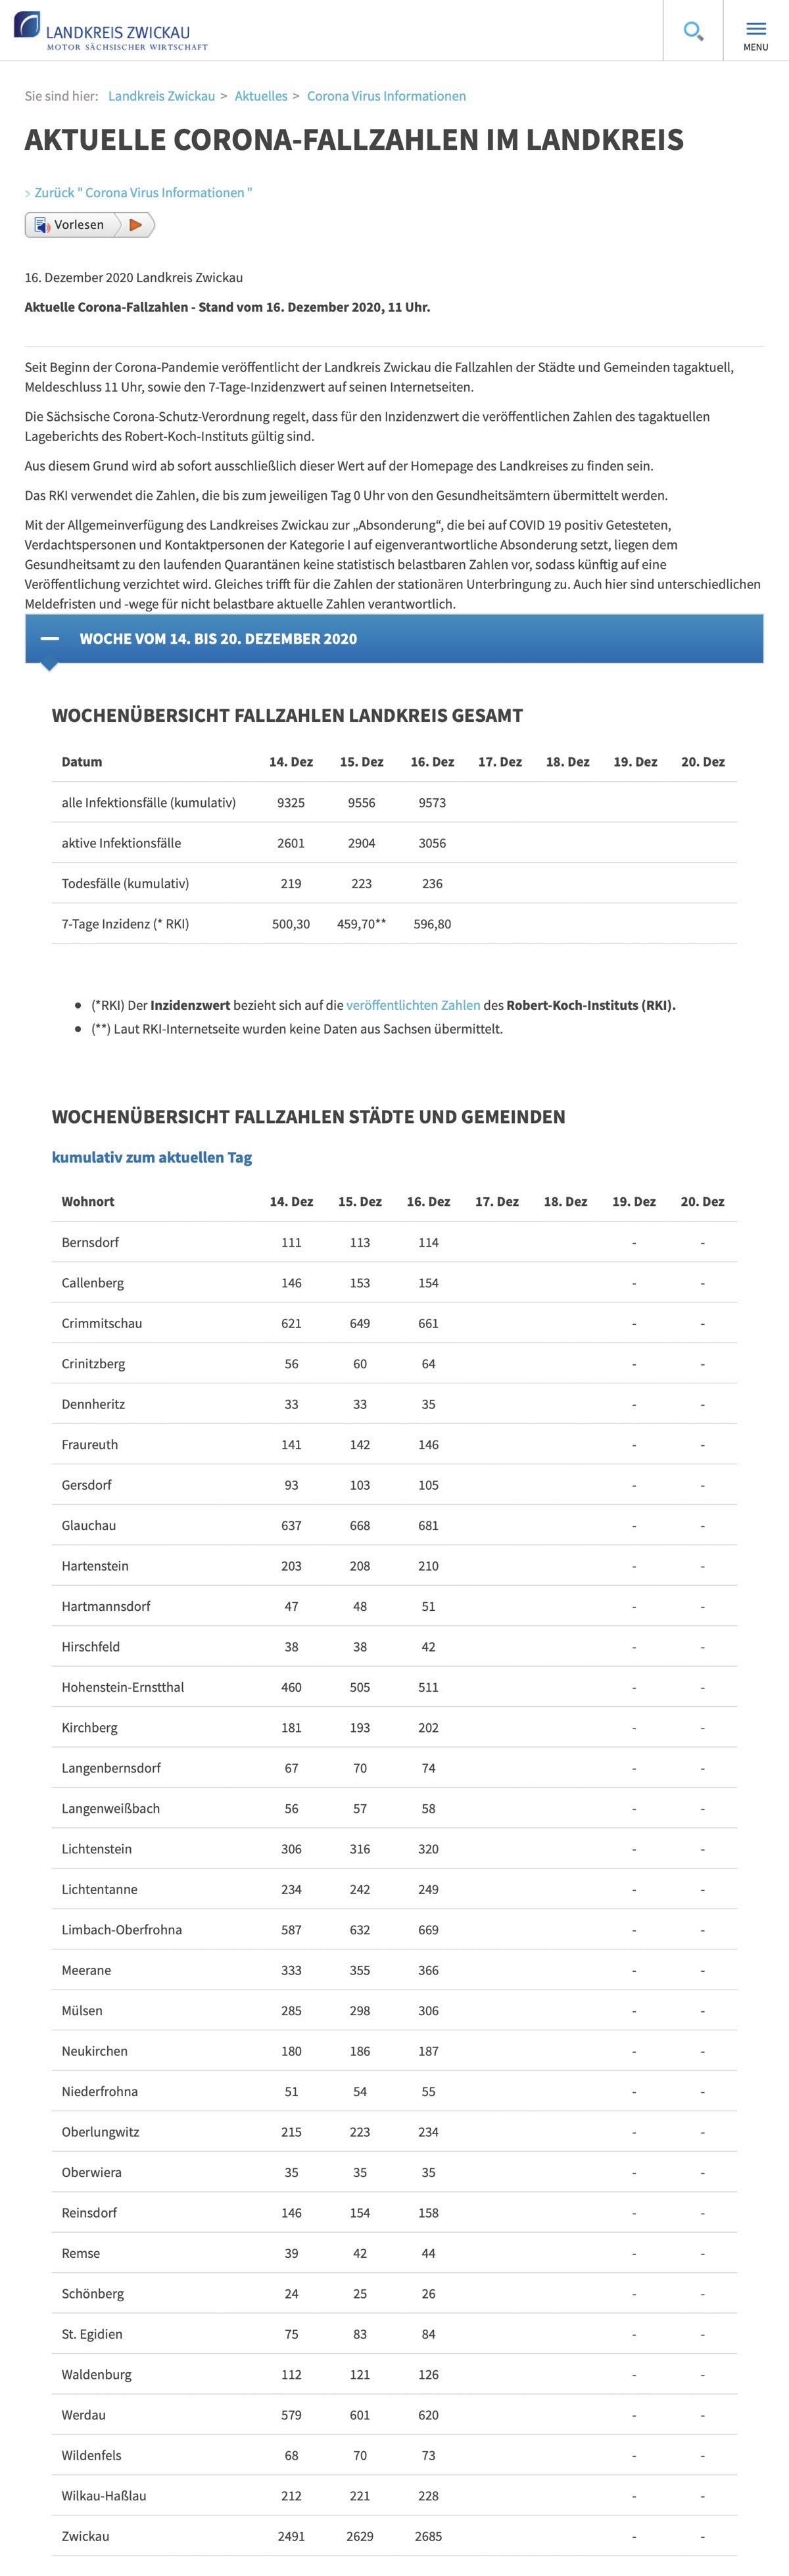 LANDKREIS ZWICKAU
MOTOR SÄCHSISCHER WIRTSCHAFT
MENU
Sie sind hier: Landkreis Zwickau > Aktuelles > Corona Virus Informationen
AKTUELLE CORONA-FALLZAHLEN IM LANDKREIS
> Zurück " Corona Virus Informationen "
Vorlesen
16. Dezember 2020 Landkreis Zwickau
Aktuelle Corona-Fallzahlen - Stand vom 16. Dezember 2020, 11 Uhr.
Seit Beginn der Corona-Pandemie veröffentlicht der Landkreis Zwickau die Fallzahlen der Städte und Gemeinden tagaktuell,
Meldeschluss 11 Uhr, sowie den 7-Tage-Inzidenzwert auf seinen Internetseiten.
Die Sächsische Corona-Schutz-Verordnung regelt, dass für den Inzidenzwert die veröffentlichen Zahlen des tagaktuellen
Lageberichts des Robert-Koch-Instituts gültig sind.
Aus diesem Grund wird ab sofort ausschließlich dieser Wert auf der Homepage des Landkreises zu finden sein.
Das RKI verwendet die Zahlen, die bis zum jeweiligen Tag 0 Uhr von den Gesundheitsämtern übermittelt werden.
Mit der Allgemeinverfügung des Landkreises Zwickau zur „Absonderung“, die bei auf COVID 19 positiv Getesteten,
Verdachtspersonen und Kontaktpersonen der Kategorie I auf eigenverantwortliche Absonderung setzt, liegen dem
Gesundheitsamt zu den laufenden Quarantänen keine statistisch belastbaren Zahlen vor, sodass künftig auf eine
Veröffentlichung verzichtet wird. Gleiches trifft für die Zahlen der stationären Unterbringung zu. Auch hier sind unterschiedlichen
Meldefristen und -wege für nicht belastbare aktuelle Zahlen verantwortlich.
WOCHE VOM 14. BIS 20. DEZEMBER 2020
WOCHENÜBERSICHT FALLZAHLEN LANDKREIS GESAMT
Datum 14. Dez 15. Dez 16. Dez 17. Dez 18. Dez 19. Dez 20. Dez
alle Infektionsfälle (kumulativ) 9325 9556 9573
aktive Infektionsfälle 2601 2904 3056
Todesfälle (kumulativ) 219 223 236
7-Tage Inzidenz (* RKI) 500,30 459,70** 596,80
• (*RKI) Der Inzidenzwert bezieht sich auf die veröffentlichten Zahlen des Robert-Koch-Instituts (RKI).
• (**) Laut RKI-Internetseite wurden keine Daten aus Sachsen übermittelt.
WOCHENÜBERSICHT FALLZAHLEN STÄDTE UND GEMEINDEN
kumulativ zum aktuellen Tag
Wohnort 14. Dez 15. Dez 16. Dez 17. Dez 18. Dez 19. Dez 20. Dez
Bernsdorf 111 113 114 - -
Callenberg 146 153 154 - -
Crimmitschau 621 649 661 - -
Crinitzberg 56 60 64 - -
Dennheritz 33 33 35 - -
Fraureuth 141 142 146 - -
Gersdorf 93 103 105 - -
Glauchau 637 668 681 - -
Hartenstein 203 208 210 - -
Hartmannsdorf 47 48 51 - -
Hirschfeld 38 38 42 - -
Hohenstein-Ernstthal 460 505 511 - -
Kirchberg 181 193 202 - -
Langenbernsdorf 67 70 74 - -
Langenweißbach 56 57 58 - -
Lichtenstein 306 316 320 - -
Lichtentanne 234 242 249 - -
Limbach-Oberfrohna 587 632 669 - -
Meerane 333 355 366 - -
Mülsen 285 298 306 - -
Neukirchen 180 186 187 - -
Niederfrohna 51 54 55 - -
Oberlungwitz 215 223 234 - -
Oberwiera 35 35 35 - -
Reinsdorf 146 154 158 - -
Remse 39 42 44 - -
Schönberg 24 25 26 - -
St. Egidien 75 83 84 - -
Waldenburg 112 121 126 - -
Werdau 579 601 620 - -
Wildenfels 68 70 73 - -
Wilkau-Haßlau 212 221 228 - -
Zwickau 2491 2629 2685 - -